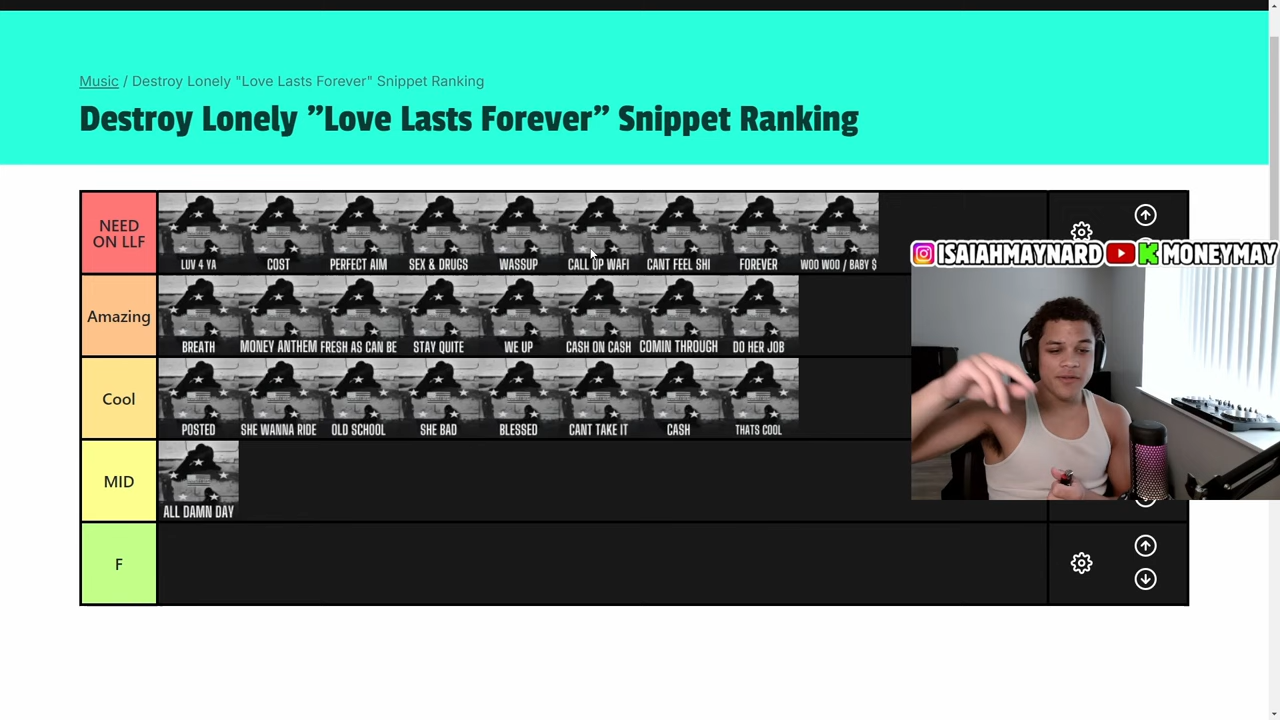 Music / Destroy Lonely "Love Lasts Forever" Snippet Ranking
Destroy Lonely "Love Lasts Forever" Snippet Ranking
NEED
ON LLF
LUV 4 YA
COST
PERFECT AIM
SEX & DRUGS
WASSUP
CALL UP WAFI
CANT FEEL SHI
FOREVER
WOO WOO / BABY $
ISAIAHMAYNARD
MONEYMAY
Amazing
BREATH
MONEY ANTHEM
FRESH AS CAN BE
STAY QUITE
WE UP
CASH ON CASH
COMIN THROUGH
DO HER JOB
Cool
POSTED
SHE WANNA RIDE
OLD SCHOOL
SHE BAD
BLESSED
CANT TAKE IT
CASH
THATS COOL
MID
ALL DAMN DAY
F